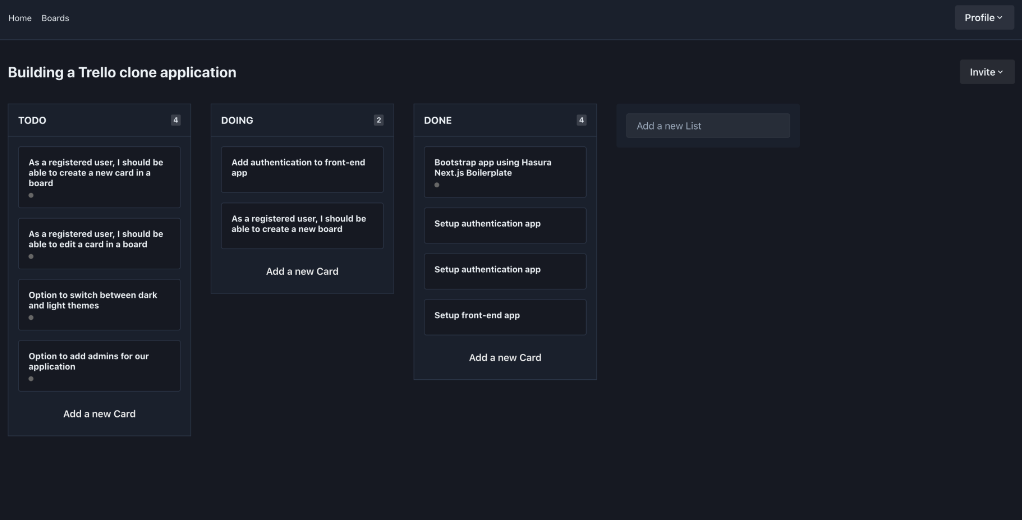 Home Boards Profile
Building a Trello clone application Invite
TODO 4
As a registered user, I should be
able to create a new card in a
board
As a registered user, I should be
able to edit a card in a board
Option to switch between dark
and light themes
Option to add admins for our
application
Add a new Card
DOING 2
Add authentication to front-end
app
As a registered user, I should be
able to create a new board
Add a new Card
DONE 4
Bootstrap app using Hasura
Next.js Boilerplate
Setup authentication app
Setup authentication app
Setup front-end app
Add a new Card
Add a new List